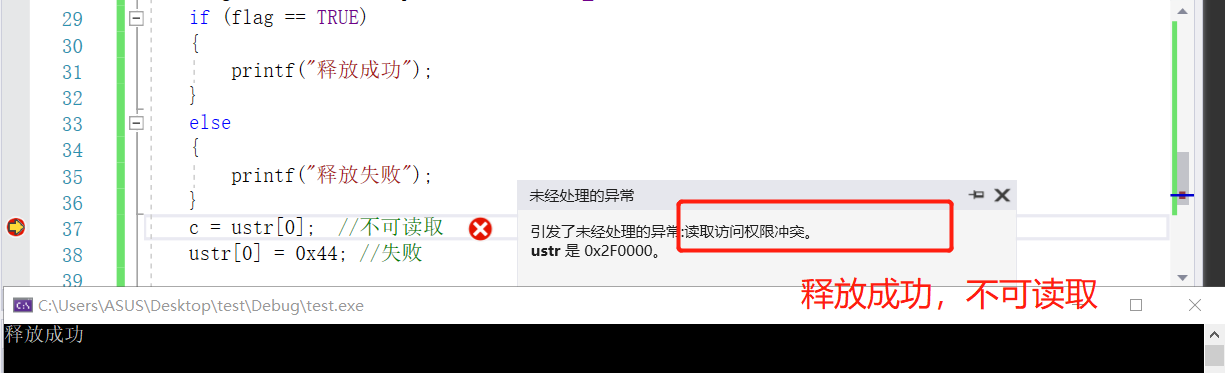 29 if (flag == TRUE)
30 {
31 printf("释放成功");
32 }
33 else
34 {
35 printf("释放失败");
36 }
37 c = ustr[0]; //不可读取
38 ustr[0] = 0x44; //失败
39
未经处理的异常
引发了未经处理的异常:读取访问权限冲突。
ustr 是 0x2F0000。
释放成功，不可读取
C:\Users\ASUS\Desktop\test\Debug\test.exe
释放成功